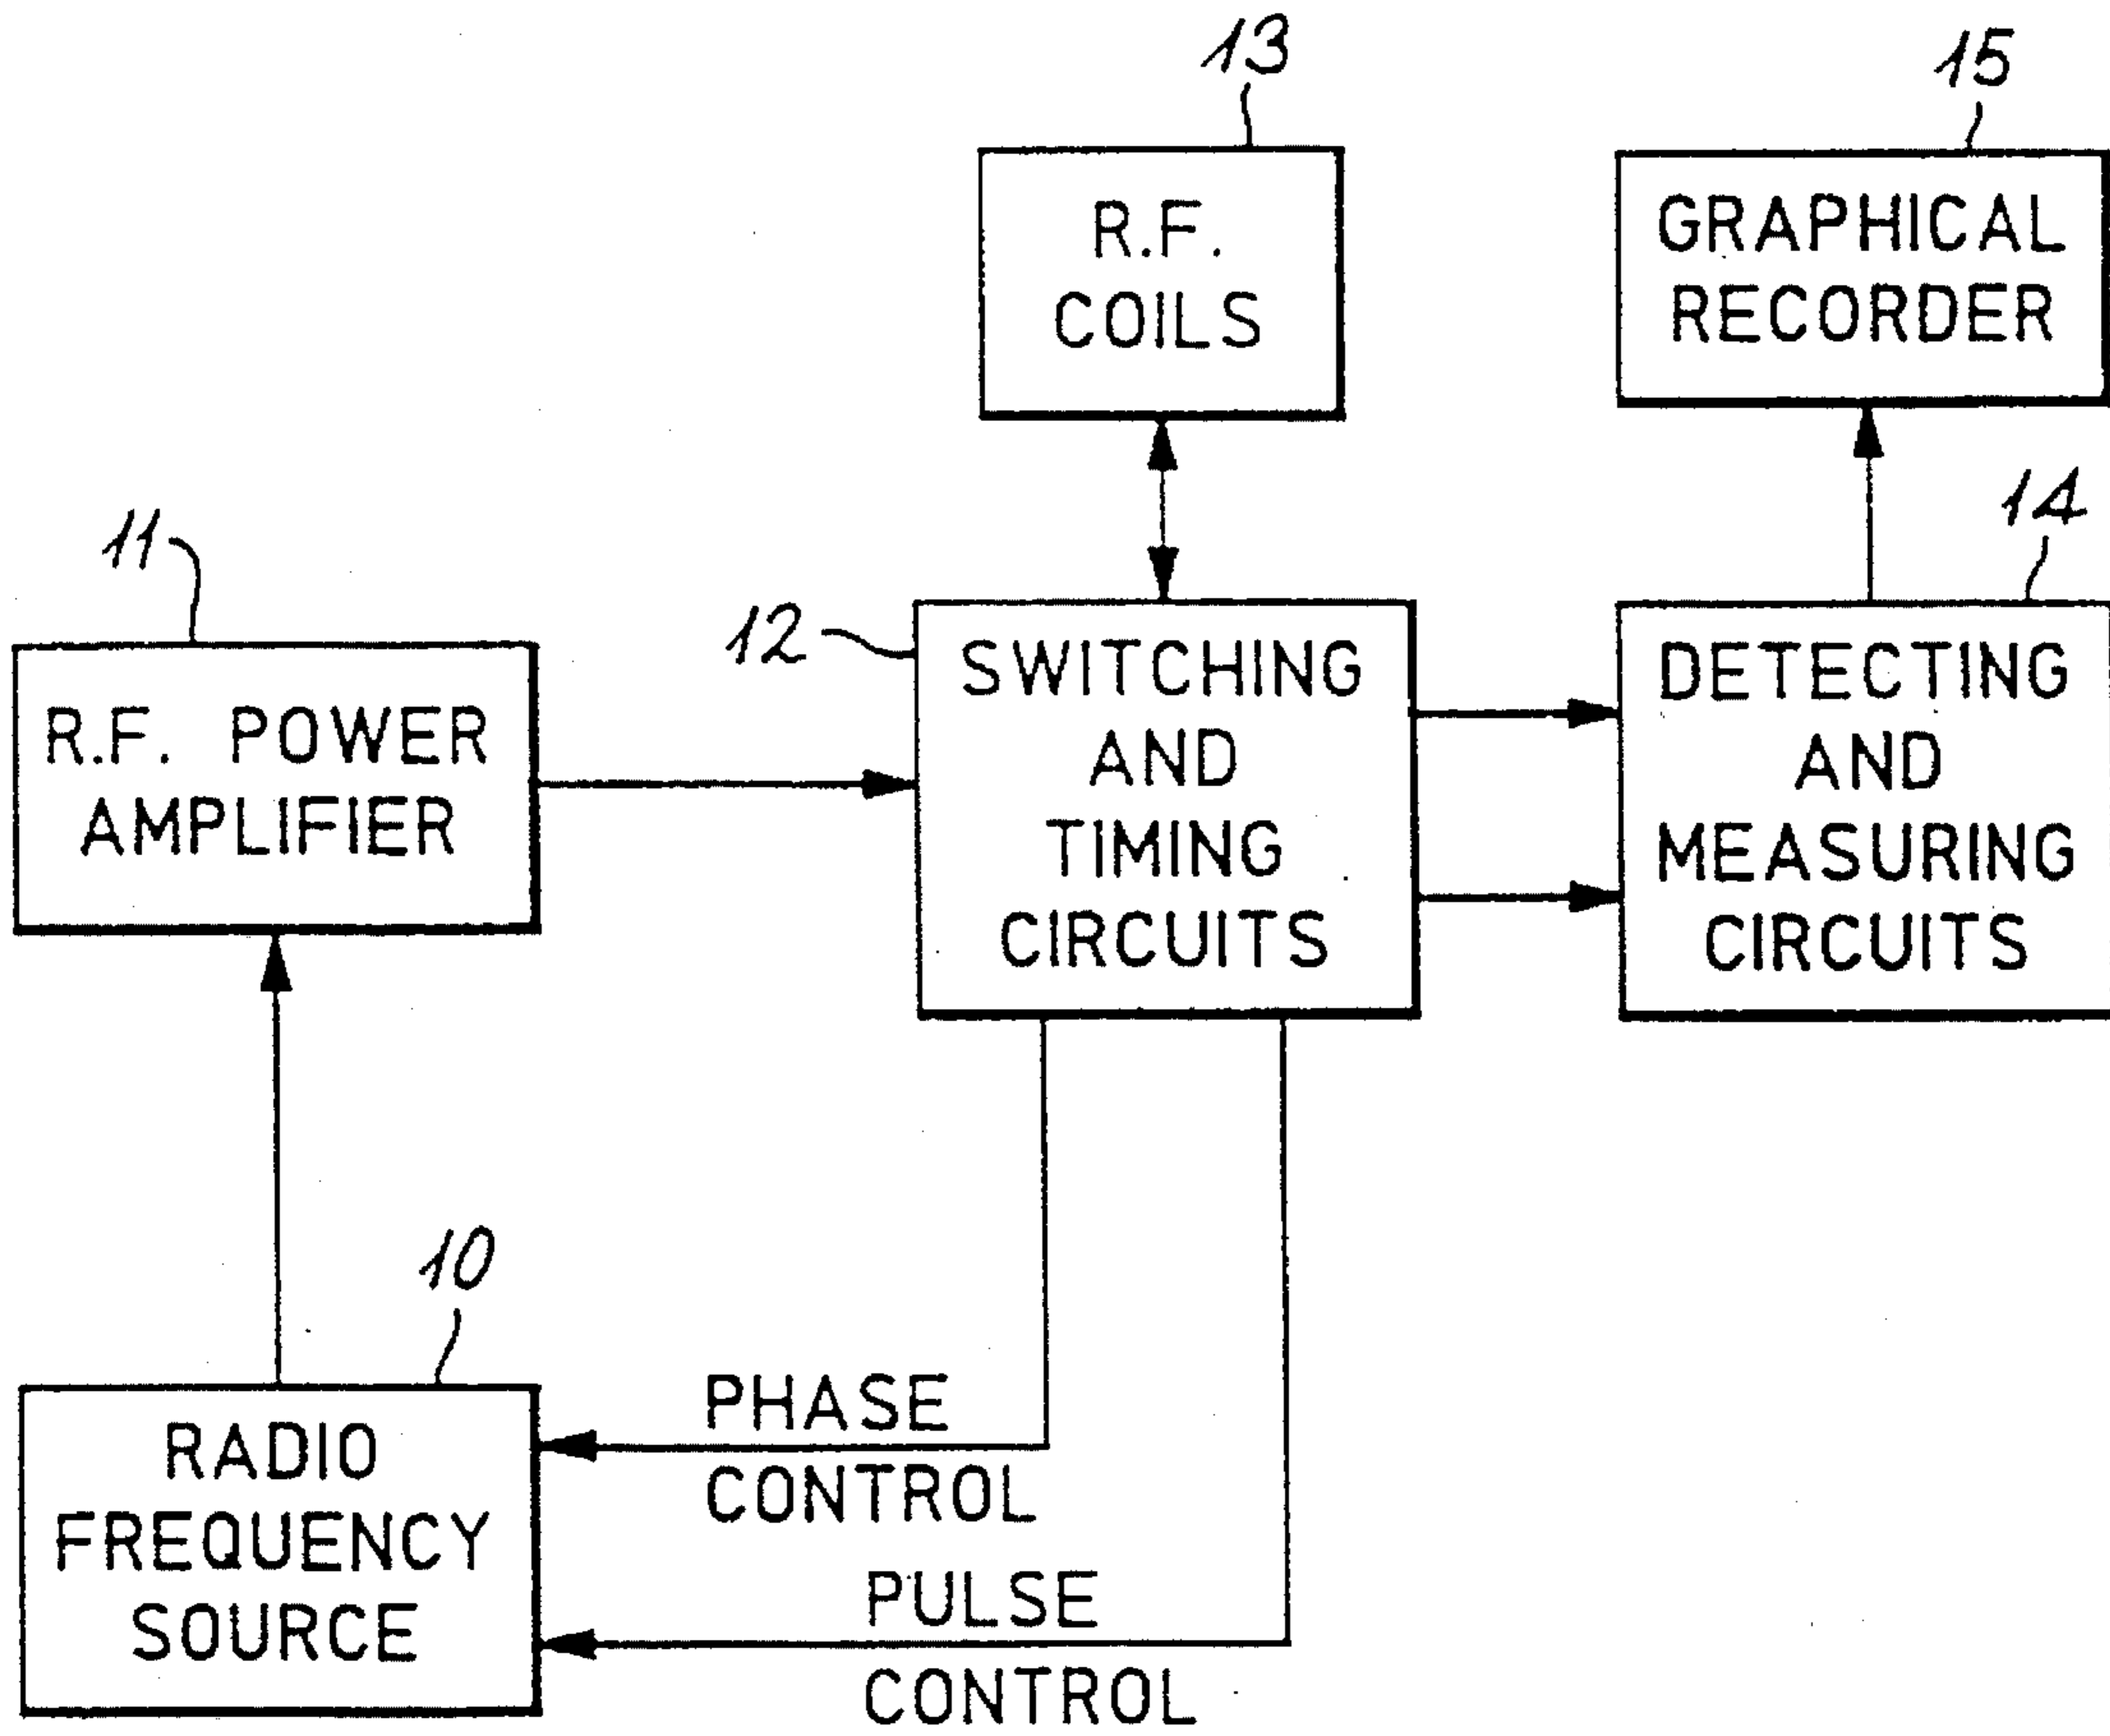 13
15
R.F.
COILS
GRAPHICAL
RECORDER
11
12
14
R.F. POWER
AMPLIFIER
SWITCHING
AND
TIMING
CIRCUITS
DETECTING
AND
MEASURING
CIRCUITS
10
RADIO
FREQUENCY
SOURCE
PHASE
CONTROL
PULSE
CONTROL